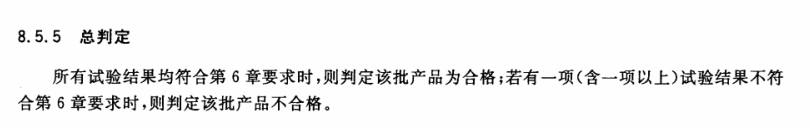 8.5.5 总判定
所有试验结果均符合第 6 章要求时,则判定该批产品为合格;若有一项(含一项以上)试验结果不符
合第 6 章要求时,则判定该批产品不合格。